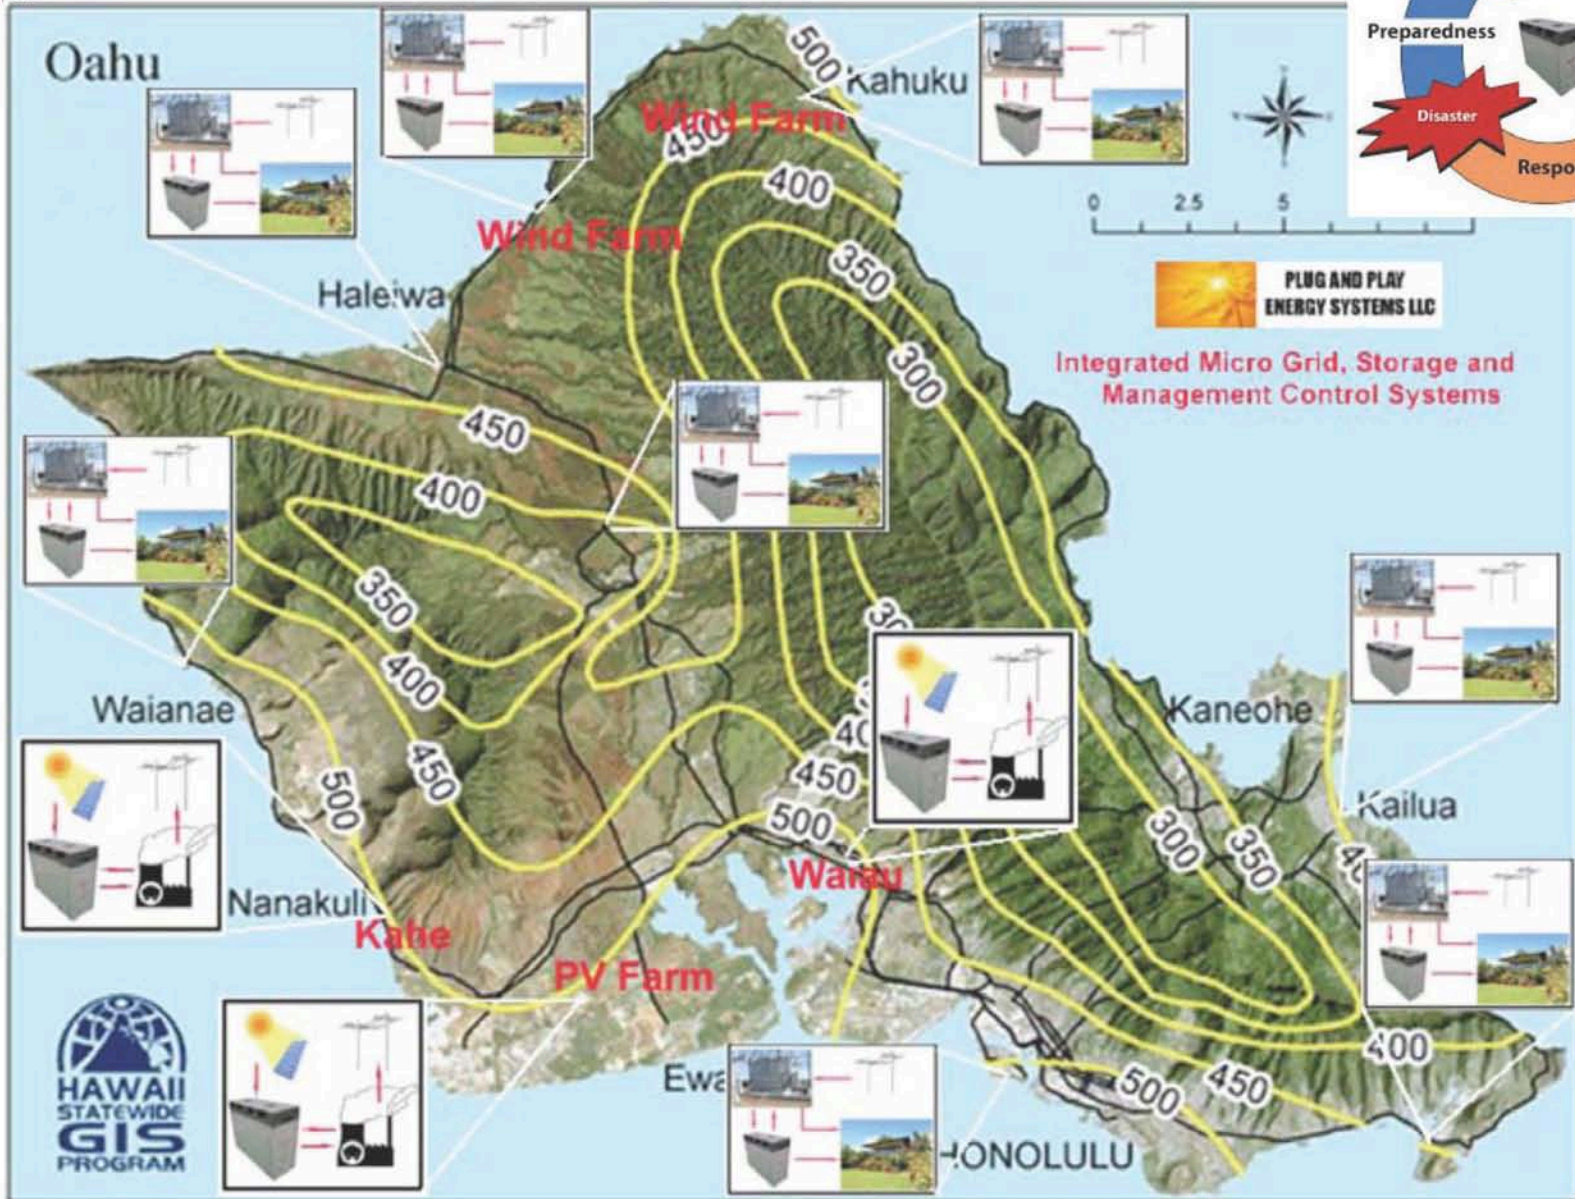 Oahu
Preparedness
Disaster
500
Kahuku
Wind Farm
450
400
0 2.5 5
Wind Farm
350
PLUG AND PLAY
ENERGY SYSTEMS LLC
Haleiwa
300
Integrated Micro Grid, Storage and
Management Control Systems
450
400
350
400
Waianae
Kaneohe
450
500
450
500
Kailua
300
350
Waiau
Nanakuli
Kahe
PV Farm
HAWAII
STATEWIDE
GIS
PROGRAM
400
500
450